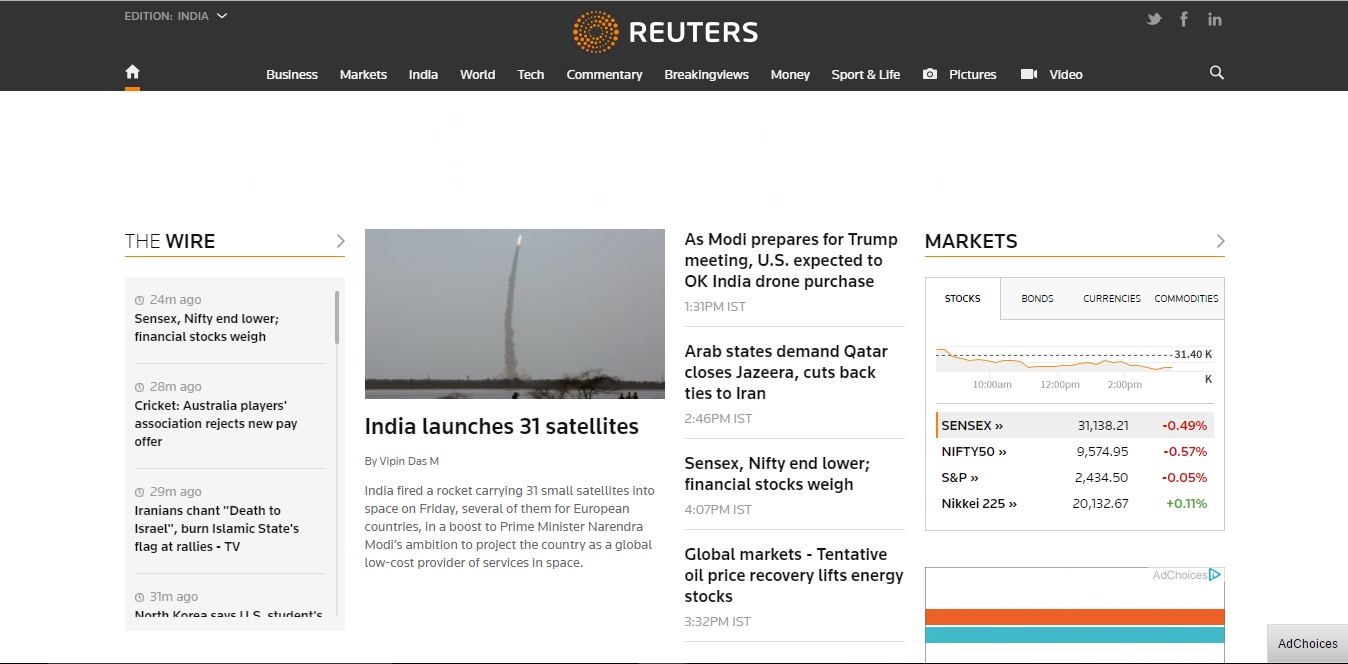 EDITION: INDIA
REUTERS
Business Markets India World Tech Commentary Breakingviews Money Sport & Life Pictures Video
THE WIRE
24m ago
Sensex, Nifty end lower;
financial stocks weigh
28m ago
Cricket: Australia players'
association rejects new pay
offer
29m ago
Iranians chant "Death to
Israel", burn Islamic State's
flag at rallies - TV
31m ago
North Korea says U.S. student's
India launches 31 satellites
By Vipin Das M
India fired a rocket carrying 31 small satellites into
space on Friday, several of them for European
countries, in a boost to Prime Minister Narendra
Modi's ambition to project the country as a global
low-cost provider of services in space.
As Modi prepares for Trump
meeting, U.S. expected to
OK India drone purchase
1:31PM IST
Arab states demand Qatar
closes Jazeera, cuts back
ties to Iran
2:46PM IST
Sensex, Nifty end lower;
financial stocks weigh
4:07PM IST
Global markets - Tentative
oil price recovery lifts energy
stocks
3:32PM IST
MARKETS
STOCKS BONDS CURRENCIES COMMODITIES
31.40 K
K
10:00am 12:00pm 2:00pm
SENSEX » 31,138.21 -0.49%
NIFTY50 » 9,574.95 -0.57%
S&P » 2,434.50 -0.05%
Nikkei 225 » 20,132.67 +0.11%
AdChoices
AdChoices